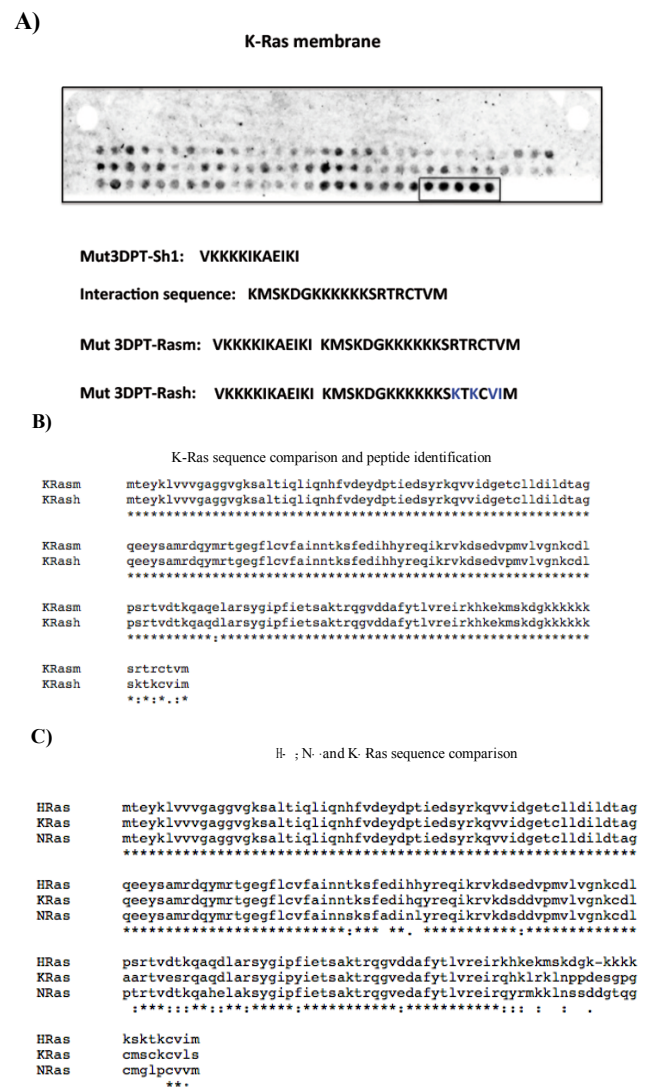 A)
K-Ras membrane
Mut3DPT-Sh1: VKKKKIKAEIKI
Interaction sequence: KMSKDGKKKKKKSRTRCTVM
Mut 3DPT-Rasm: VKKKKIKAEIKI KMSKDGKKKKKKSRTRCTVM
Mut 3DPT-Rash: VKKKKIKAEIKI KMSKDGKKKKKKSKTKCVIM
B)
K-Ras sequence comparison and peptide identification
KRasm mteyklvvvgaggvgksaltiqliqnhfvdeydptiedsyrkqvvidgetclldildtag
KRash mteyklvvvgaggvgksaltiqliqnhfvdeydptiedsyrkqvvidgetclldildtag
************************************************************
KRasm qeeysamrdqymrtgegflcvfainntksfedihhyreqikrvkdsedvpmvlvgnkcdl
KRash qeeysamrdqymrtgegflcvfainntksfedihhyreqikrvkdsedvpmvlvgnkcdl
************************************************************
KRasm psrtvdtkqaqelarsygipfietsaktrqgvddafytlvreirkhkekmskdgkkkkkk
KRash psrtvdtkqaqdlarsygipfietsaktrqgvddafytlvreirkhkekmskdgkkkkkk
***********:************************************************
KRasm srtrctvm
KRash sktkcvim
*:*:*.:*
C)
H- ; N- and K- Ras sequence comparison
HRas mteyklvvvgaggvgksaltiqliqnhfvdeydptiedsyrkqvvidgetclldildtag
KRas mteyklvvvgaggvgksaltiqliqnhfvdeydptiedsyrkqvvidgetclldildtag
NRas mteyklvvvgaggvgksaltiqliqnhfvdeydptiedsyrkqvvidgetclldildtag
************************************************************
HRas qeeysamrdqymrtgegflcvfainntksfedihhyreqikrvkdsedvpmvlvgnkcdl
KRas qeeysamrdqymrtgegflcvfainntksfedihqyreqikrvkdsddvpmvlvgnkcdl
NRas qeeysamrdqymrtgegflcvfainnsksfadinlyreqikrvkdsddvpmvlvgnkcdl
**************************:*** **. ***********:*************
HRas psrtvdtkqaqdlarsygipfietsaktrqgvddafytlvreirkhkekmskdgk-kkkk
KRas aartvesrqaqdlarsygipyietsaktrqgvedafytlvreirqhklrklnppdesgpg
NRas ptrtvdtkqahelaksygipfietsaktrqgvedafytlvreirqyrmkklnssddgtqg
:***:::**::**:*****:***********:***********::: : : .
HRas ksktkcvim
KRas cmsckcvls
NRas cmglpcvvm
**: